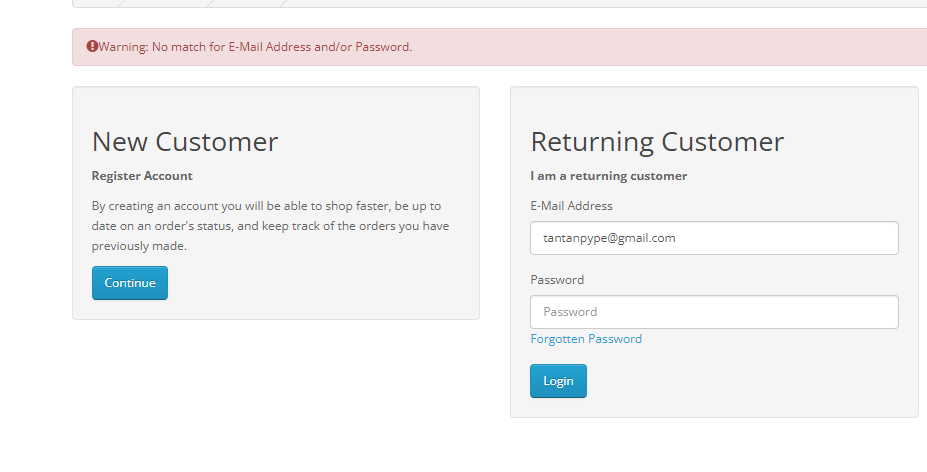 Warning: No match for E-Mail Address and/or Password.
New Customer
Register Account
By creating an account you will be able to shop faster, be up to
date on an order's status, and keep track of the orders you have
previously made.
Continue
Returning Customer
I am a returning customer
E-Mail Address
tantanpype@gmail.com
Password
Password
Forgotten Password
Login